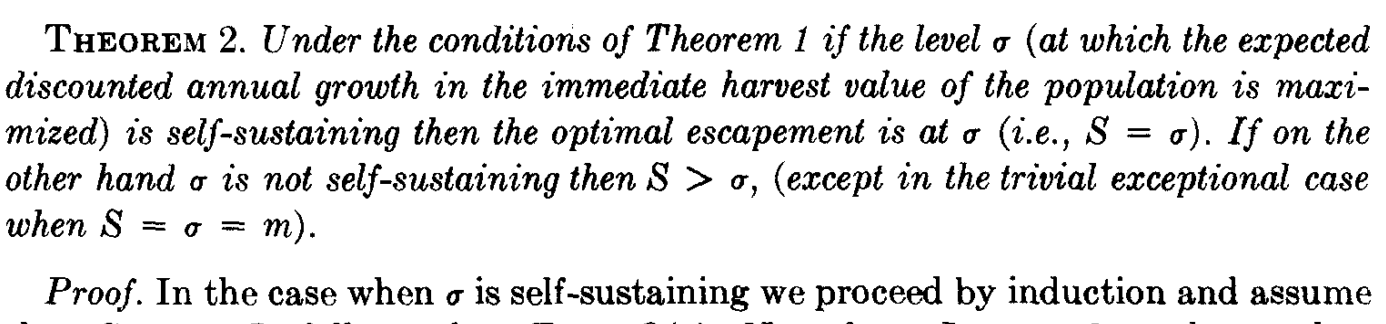 THEOREM 2. Under the conditions of Theorem 1 if the level σ (at which the expected
discounted annual growth in the immediate harvest value of the population is maxi-
mized) is self-sustaining then the optimal escapement is at σ (i.e., S = σ). If on the
other hand σ is not self-sustaining then S > σ, (except in the trivial exceptional case
when S = σ = m).
Proof. In the case when σ is self-sustaining we proceed by induction and assume